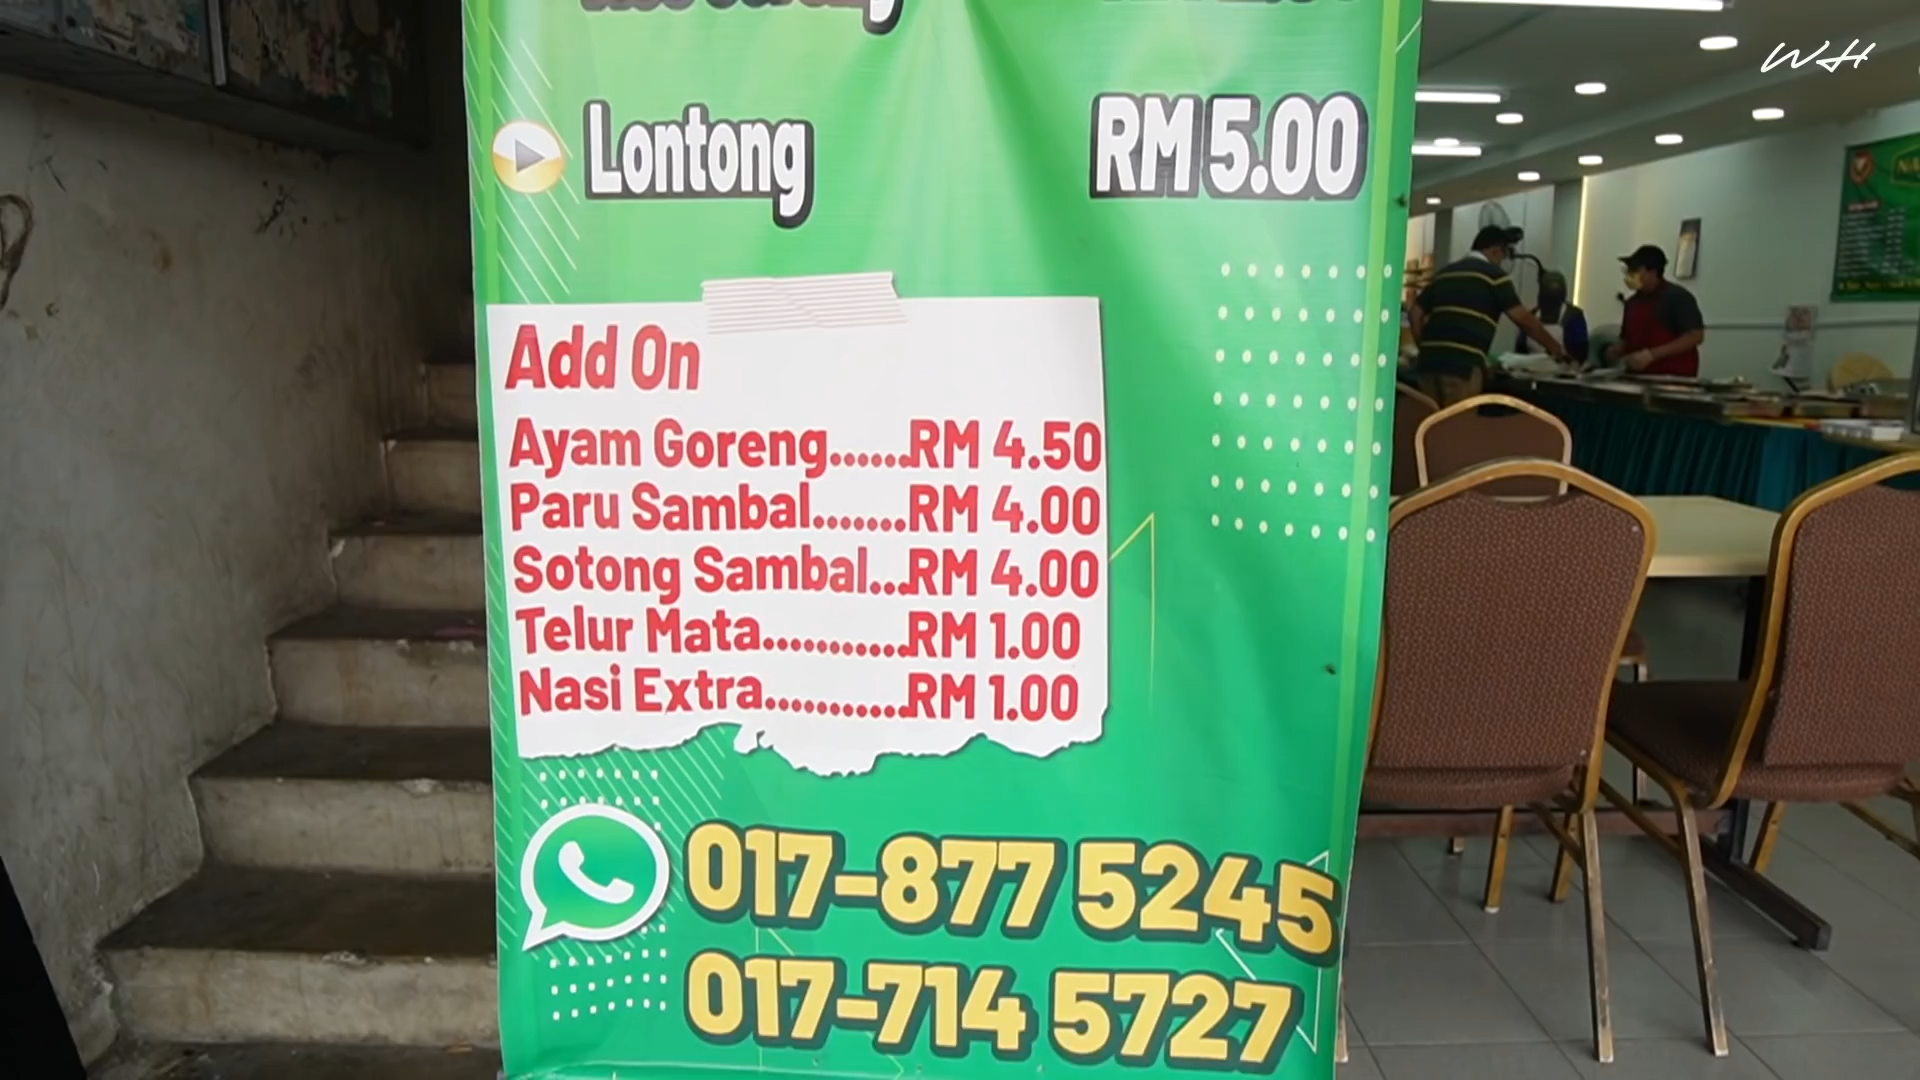 Lontong RM 5.00
Add On
Ayam Goreng......RM 4.50
Paru Sambal.......RM 4.00
Sotong Sambal...RM 4.00
Telur Mata...........RM 1.00
Nasi Extra...........RM 1.00
017-877 5245
017-714 5727
WH